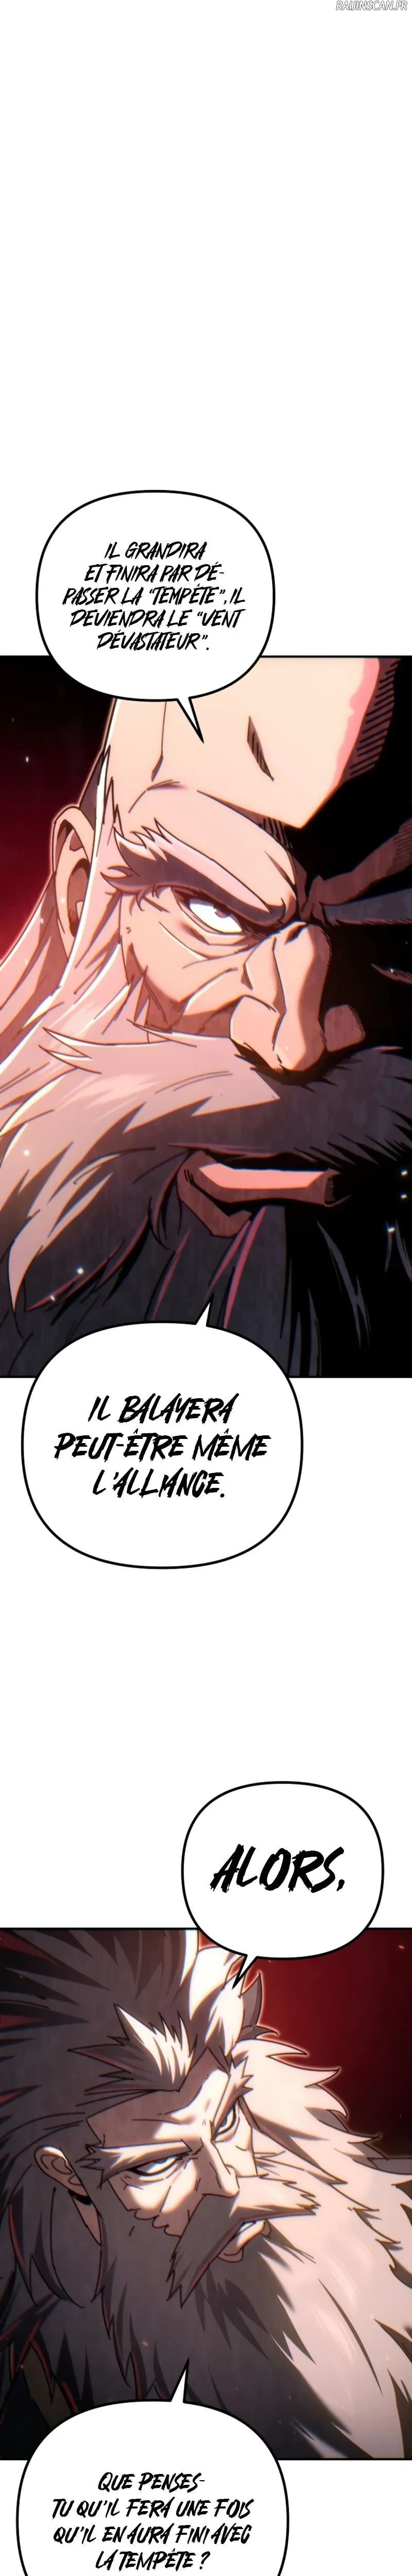 RAIJINSCAN.FR
IL GRANDIRA
ET FINIRA PAR DÉ-
PASSER LA "TEMPÊTE". IL
DEVIENDRA LE "VENT
DÉVASTATEUR".
IL BALAYERA
PEUT-ÊTRE MÊME
L'ALLIANCE.
ALORS,
QUE PENSES-
TU QU'IL FERA UNE FOIS
QU'IL EN AURA FINI AVEC
LA TEMPÊTE ?